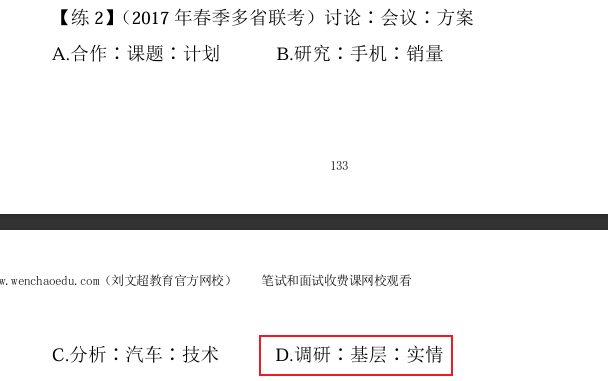 【练 2】（2017 年春季多省联考）讨论：会议：方案
A.合作：课题：计划 B.研究：手机：销量
133
w.wenchaoedu.com（刘文超教育官方网校） 笔试和面试收费课网校观看
C.分析：汽车：技术 D.调研：基层：实情